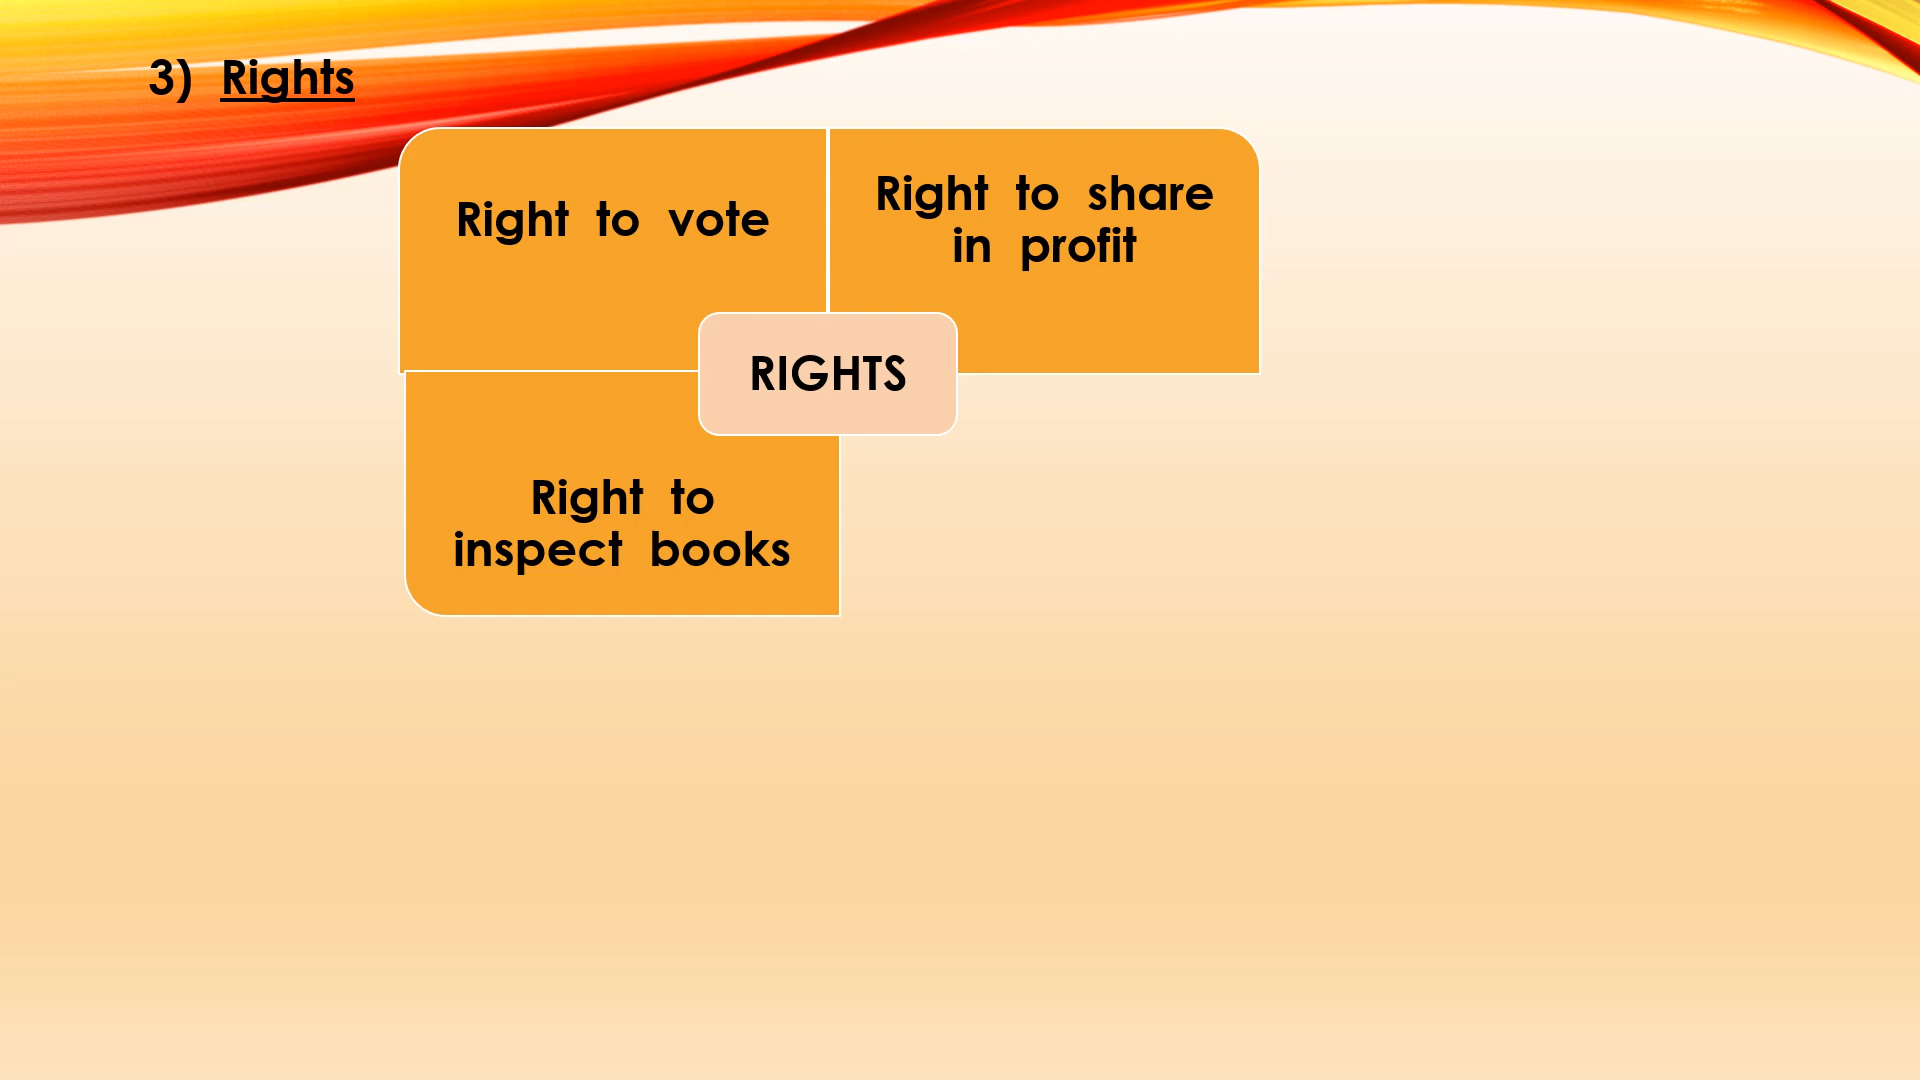 3) Rights
Right to vote
Right to share
in profit
RIGHTS
Right to
inspect books